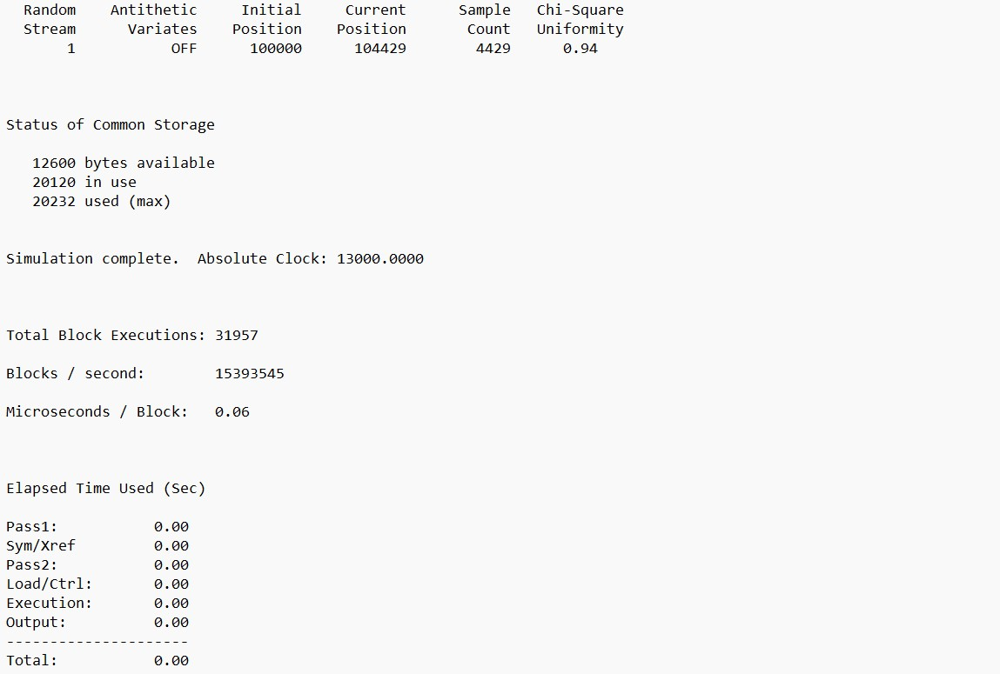 Random Antithetic Initial Current Sample Chi-Square
Stream Variates Position Position Count Uniformity
1 OFF 100000 104429 4429 0.94
Status of Common Storage
12600 bytes available
20120 in use
20232 used (max)
Simulation complete. Absolute Clock: 13000.0000
Total Block Executions: 31957
Blocks / second: 15393545
Microseconds / Block: 0.06
Elapsed Time Used (Sec)
Pass1: 0.00
Sym/Xref 0.00
Pass2: 0.00
Load/Ctrl: 0.00
Execution: 0.00
Output: 0.00
---------------------
Total: 0.00